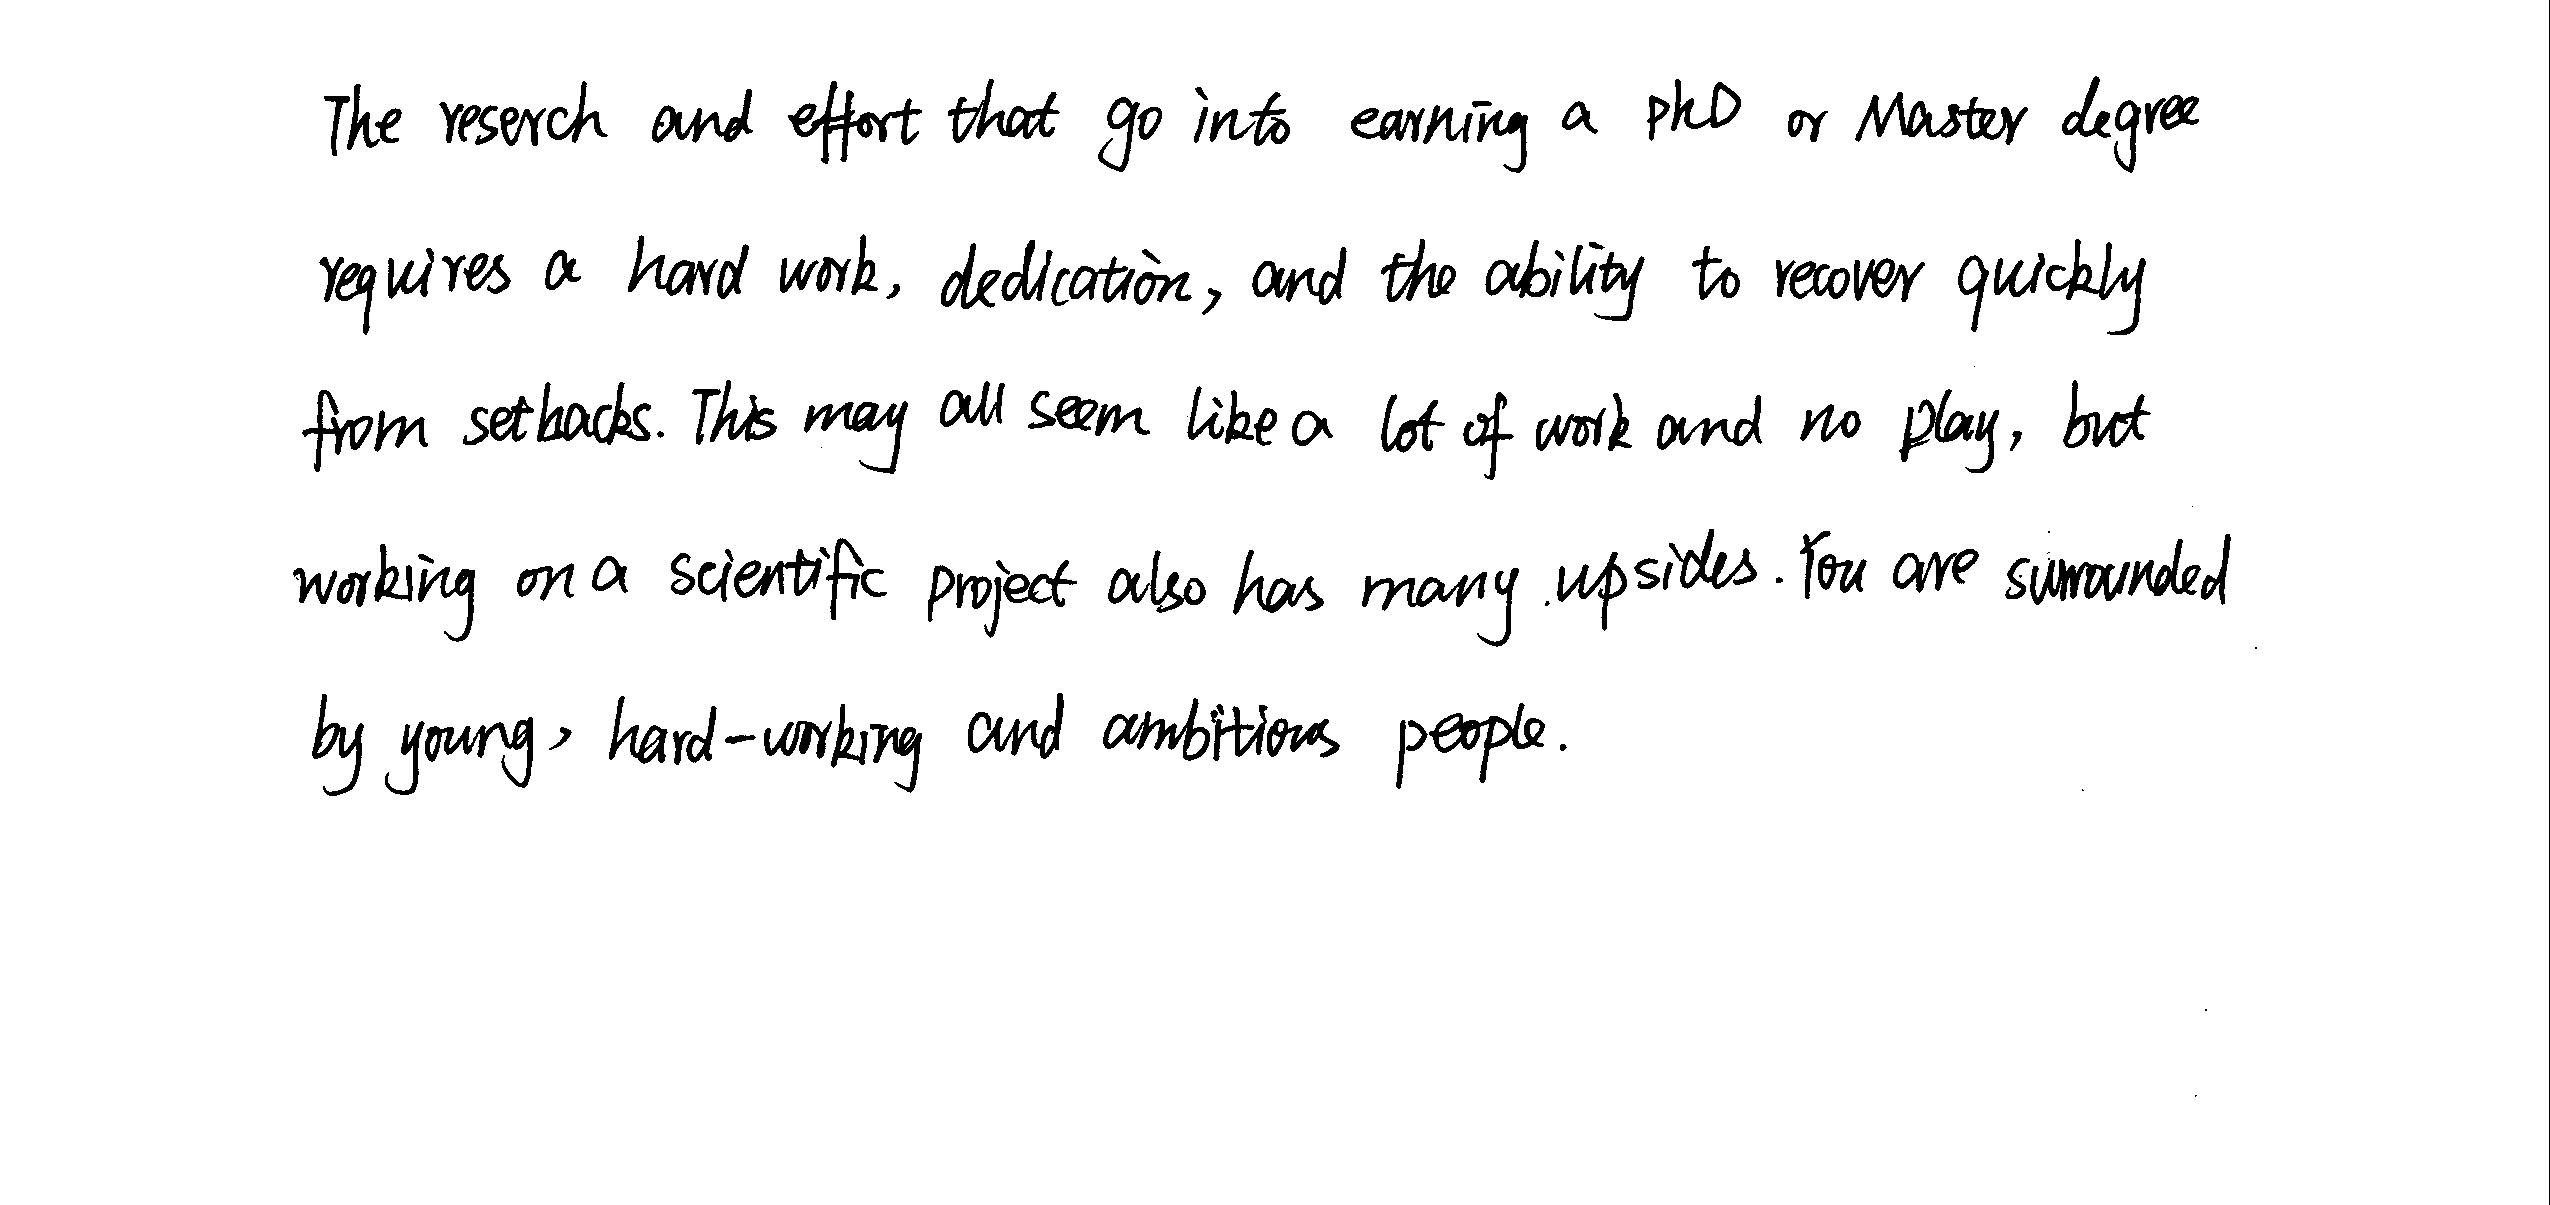 The reserch and effort that go into earning a phD or Master degree
requires a hard work, dedication, and the ability to recover quickly
from setbacks. This may all seem like a lot of work and no play, but
working on a scientific project also has many upsides. You are surrounded
by young, hard-working and ambitious people.